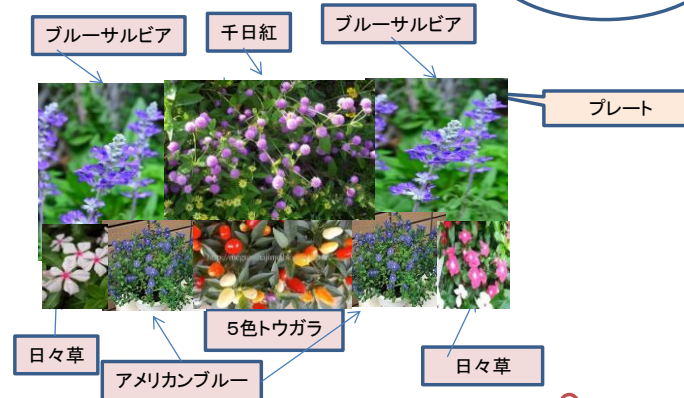 ブルーサルビア
千日紅
ブルーサルビア
プレート
5色トウガラ
日々草
アメリカンブルー
日々草